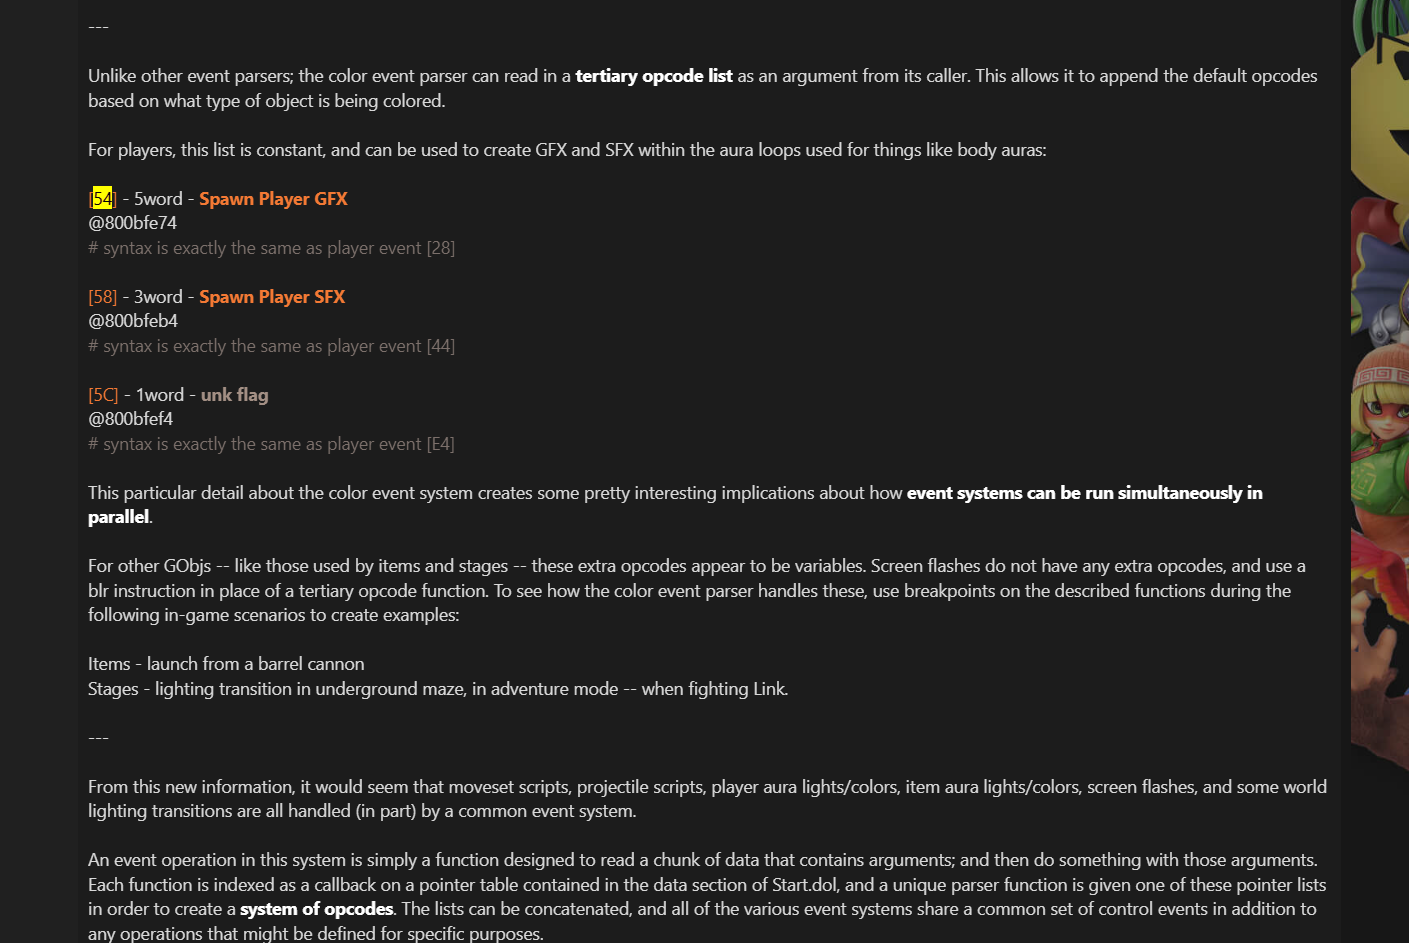 ---
Unlike other event parsers; the color event parser can read in a tertiary opcode list as an argument from its caller. This allows it to append the default opcodes
based on what type of object is being colored.
For players, this list is constant, and can be used to create GFX and SFX within the aura loops used for things like body auras:
[54] - 5word - Spawn Player GFX
@800bfe74
# syntax is exactly the same as player event [28]
[58] - 3word - Spawn Player SFX
@800bfeb4
# syntax is exactly the same as player event [44]
[5C] - 1word - unk flag
@800bfef4
# syntax is exactly the same as player event [E4]
This particular detail about the color event system creates some pretty interesting implications about how event systems can be run simultaneously in
parallel.
For other GObjs -- like those used by items and stages -- these extra opcodes appear to be variables. Screen flashes do not have any extra opcodes, and use a
blr instruction in place of a tertiary opcode function. To see how the color event parser handles these, use breakpoints on the described functions during the
following in-game scenarios to create examples:
Items - launch from a barrel cannon
Stages - lighting transition in underground maze, in adventure mode -- when fighting Link.
---
From this new information, it would seem that moveset scripts, projectile scripts, player aura lights/colors, item aura lights/colors, screen flashes, and some world
lighting transitions are all handled (in part) by a common event system.
An event operation in this system is simply a function designed to read a chunk of data that contains arguments; and then do something with those arguments.
Each function is indexed as a callback on a pointer table contained in the data section of Start.dol, and a unique parser function is given one of these pointer lists
in order to create a system of opcodes. The lists can be concatenated, and all of the various event systems share a common set of control events in addition to
any operations that might be defined for specific purposes.